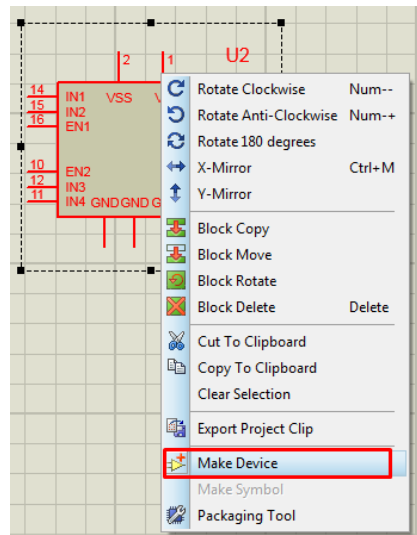 U2
2 1
14 IN1 VSS V
15 IN2
16 EN1
10 EN2
12 IN3
11 IN4 GND GND G
Rotate Clockwise Num--
Rotate Anti-Clockwise Num-+
Rotate 180 degrees
X-Mirror Ctrl+M
Y-Mirror
Block Copy
Block Move
Block Rotate
Block Delete Delete
Cut To Clipboard
Copy To Clipboard
Clear Selection
Export Project Clip
Make Device
Make Symbol
Packaging Tool